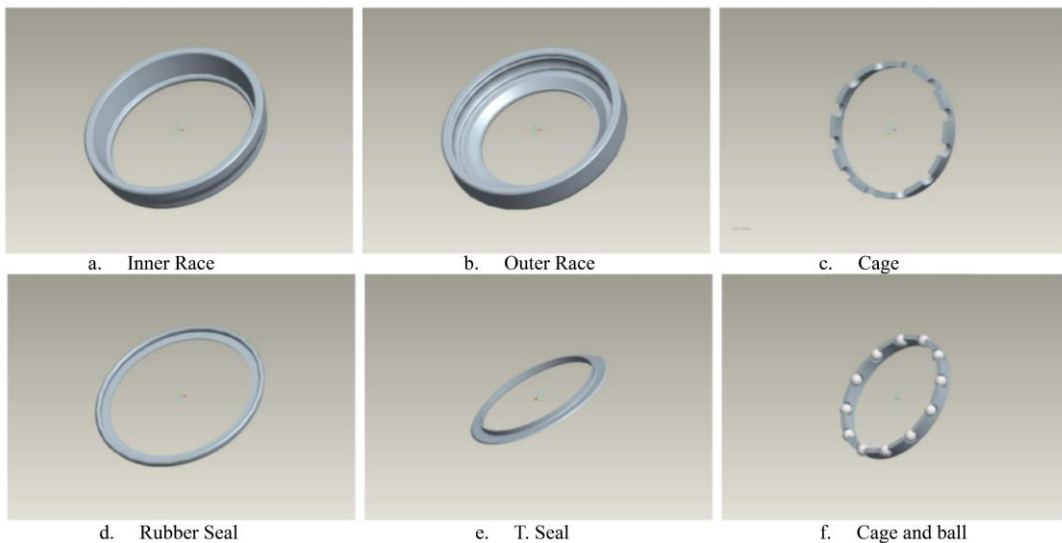 a. Inner Race
b. Outer Race
c. Cage
d. Rubber Seal
e. T. Seal
f. Cage and ball